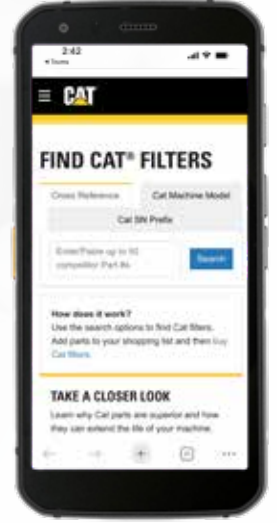 2:42
CAT
FIND CAT® FILTERS
Cross Reference
Cat Machine Model
Cat SN Prefix
Enter/Paste up to 50
competitor Part #s
Search
How does it work?
Use the search options to find Cat filters.
Add parts to your shopping list and then buy
Cat filters.
TAKE A CLOSER LOOK
Learn why Cat parts are superior and how
they can extend the life of your machine.